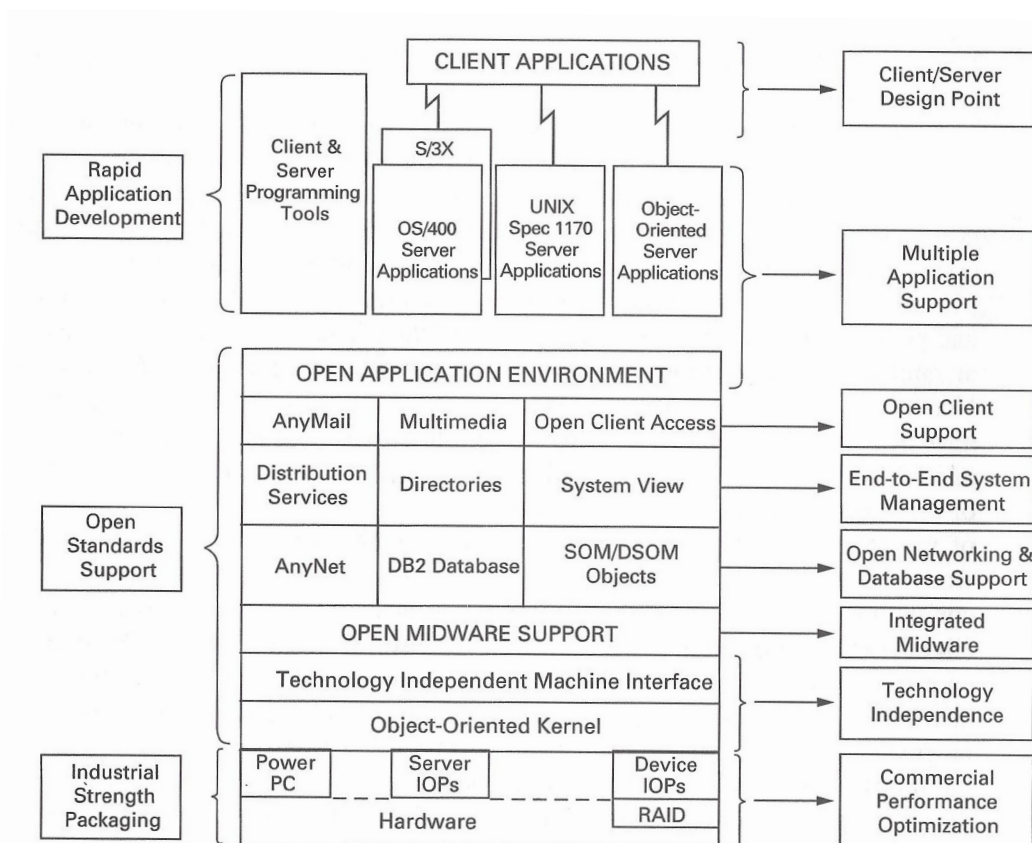 CLIENT APPLICATIONS
Client/Server
Design Point
Rapid
Application
Development
Client &
Server
Programming
Tools
S/3X
OS/400
Server
Applications
UNIX
Spec 1170
Server
Applications
Object-
Oriented
Server
Applications
Multiple
Application
Support
OPEN APPLICATION ENVIRONMENT
AnyMail
Multimedia
Open Client Access
Open Client
Support
Distribution
Services
Directories
System View
End-to-End System
Management
Open
Standards
Support
AnyNet
DB2 Database
SOM/DSOM
Objects
Open Networking &
Database Support
OPEN MIDWARE SUPPORT
Integrated
Midware
Technology Independent Machine Interface
Object-Oriented Kernel
Technology
Independence
Industrial
Strength
Packaging
Power
PC
Server
IOPs
Device
IOPs
RAID
Hardware
Commercial
Performance
Optimization